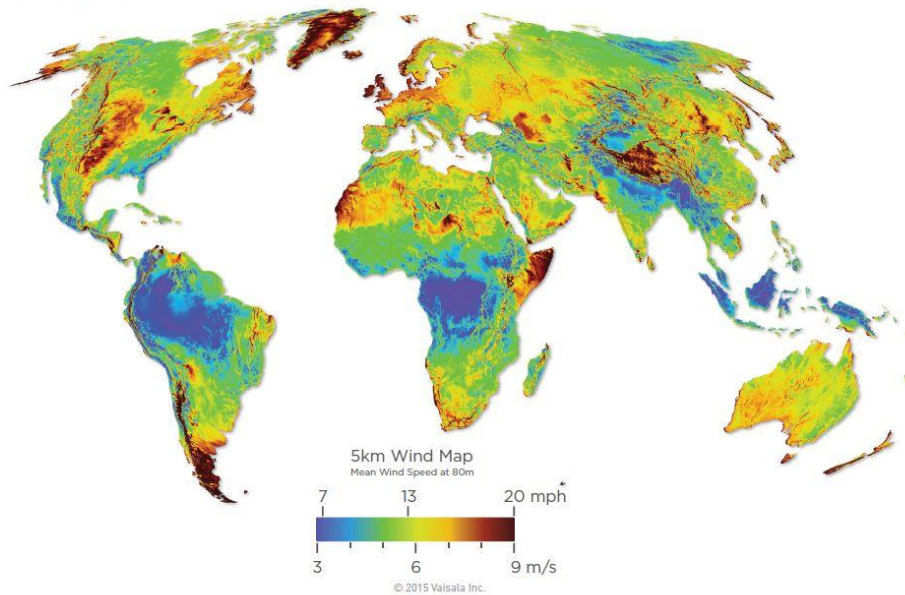 5km Wind Map
Mean Wind Speed at 80m
7 13 20 mph
3 6 9 m/s
© 2015 Vaisala Inc.